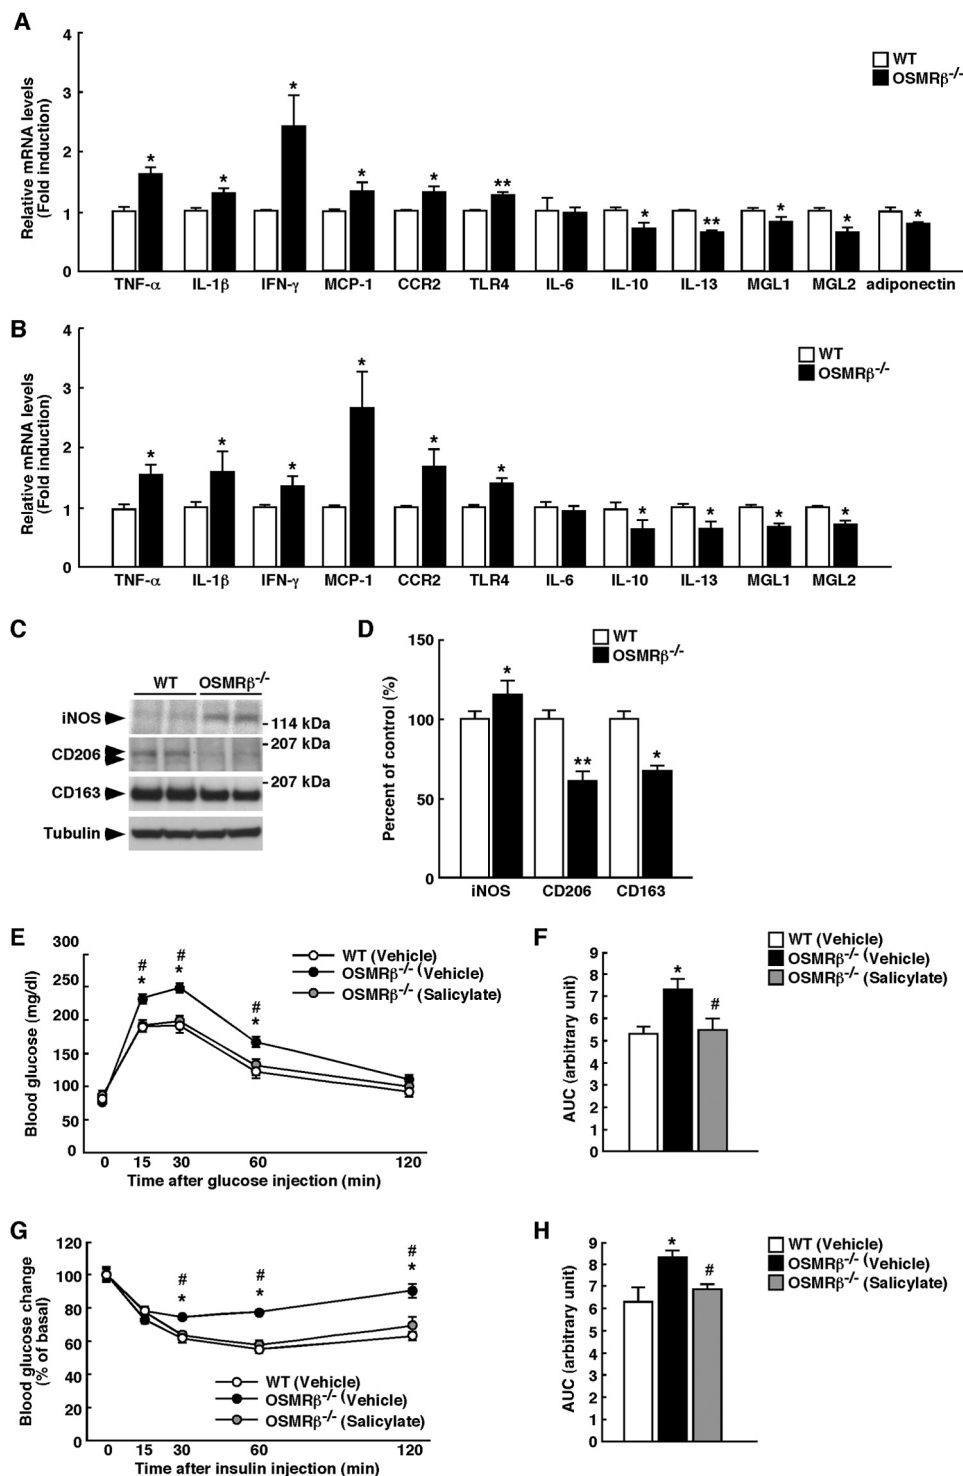 A
4
3
2
1
0
Relative mRNA levels
(Fold induction)
WT
OSMRβ-/-
* * * * * ** * ** * * *
TNF-α IL-1β IFN-γ MCP-1 CCR2 TLR4 IL-6 IL-10 IL-13 MGL1 MGL2 adiponectin
B
4
3
2
1
0
Relative mRNA levels
(Fold induction)
WT
OSMRβ-/-
* * * * * * * * * *
TNF-α IL-1β IFN-γ MCP-1 CCR2 TLR4 IL-6 IL-10 IL-13 MGL1 MGL2
C
WT OSMRβ-/-
iNOS
- 114 kDa
- 207 kDa
CD206
- 207 kDa
CD163
Tubulin
D
150
100
50
0
Percent of control (%)
WT
OSMRβ-/-
* ** *
iNOS CD206 CD163
E
300
250
200
150
100
50
0
Blood glucose (mg/dl)
# # #
* * *
WT (Vehicle)
OSMRβ-/- (Vehicle)
OSMRβ-/- (Salicylate)
0 15 30 60 120
Time after glucose injection (min)
F
9
8
7
6
5
4
3
2
1
0
AUC (arbitrary unit)
* #
WT (Vehicle)
OSMRβ-/- (Vehicle)
OSMRβ-/- (Salicylate)
G
120
100
80
60
40
20
0
Blood glucose change
(% of basal)
# # #
* * *
WT (Vehicle)
OSMRβ-/- (Vehicle)
OSMRβ-/- (Salicylate)
0 15 30 60 120
Time after insulin injection (min)
H
9
8
7
6
5
4
3
2
1
0
AUC (arbitrary unit)
* #
WT (Vehicle)
OSMRβ-/- (Vehicle)
OSMRβ-/- (Salicylate)